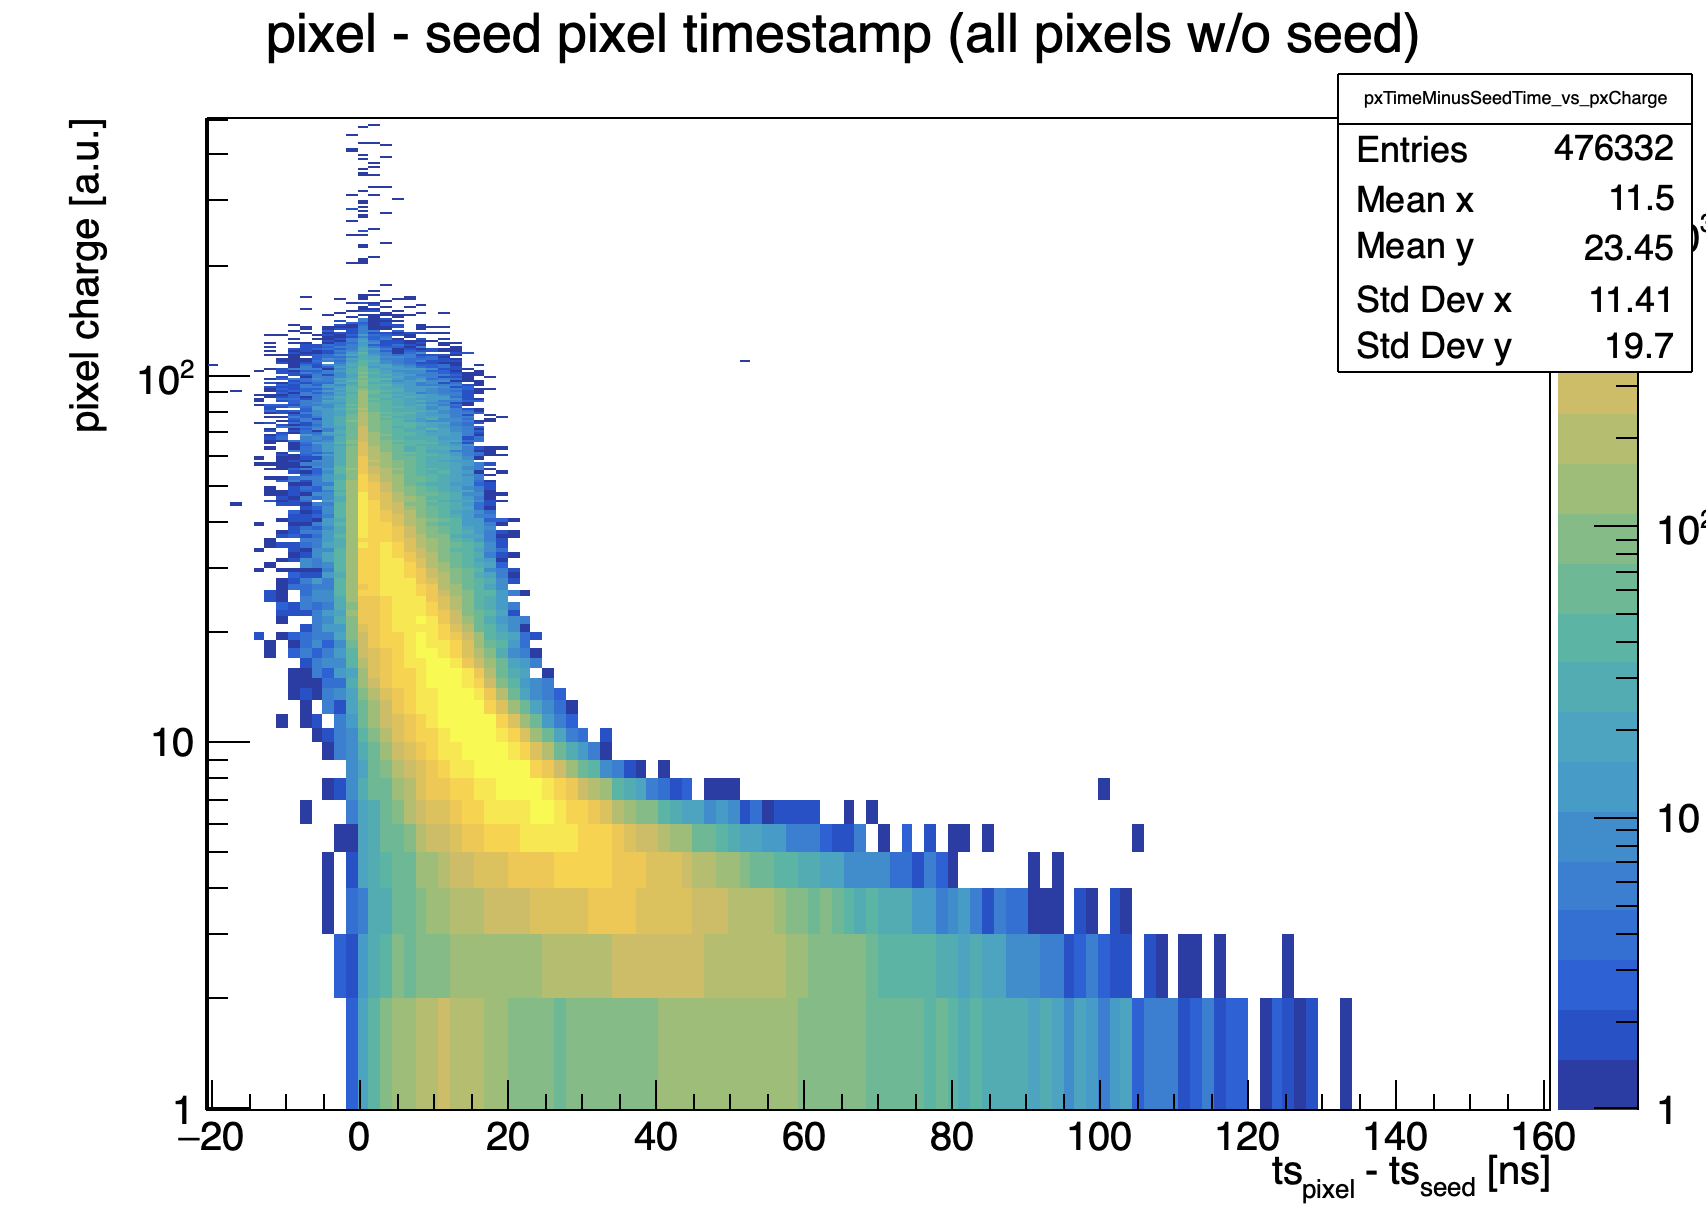 pixel - seed pixel timestamp (all pixels w/o seed)
pxTimeMinusSeedTime_vs_pxCharge
Entries 476332
Mean x 11.5
Mean y 23.45
Std Dev x 11.41
Std Dev y 19.7
pixel charge [a.u.]
10²
10
1
−20 0 20 40 60 80 100 120 140 160
ts_pixel - ts_seed [ns]
10²
10
1